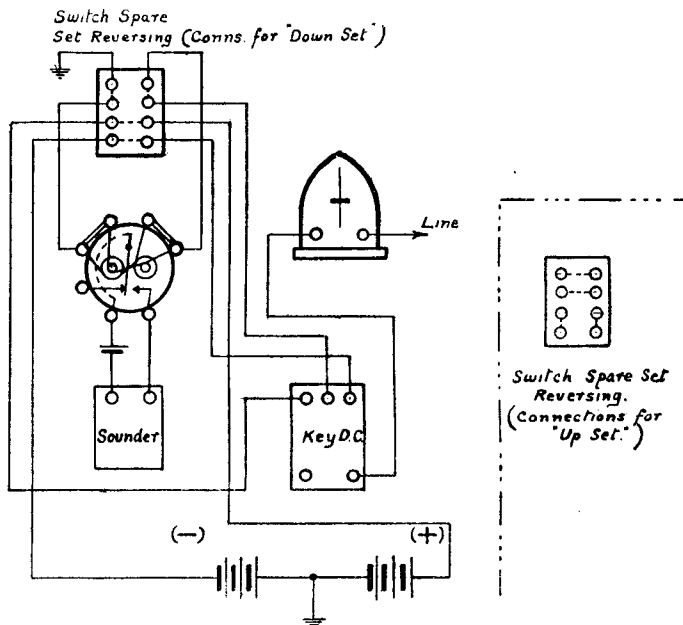 Switch Spare
Set Reversing (Conns. for "Down Set")
Line
Sounder
Key D.C.
(—)
(+)
Switch Spare Set
Reversing.
(Connections for
"Up Set.")